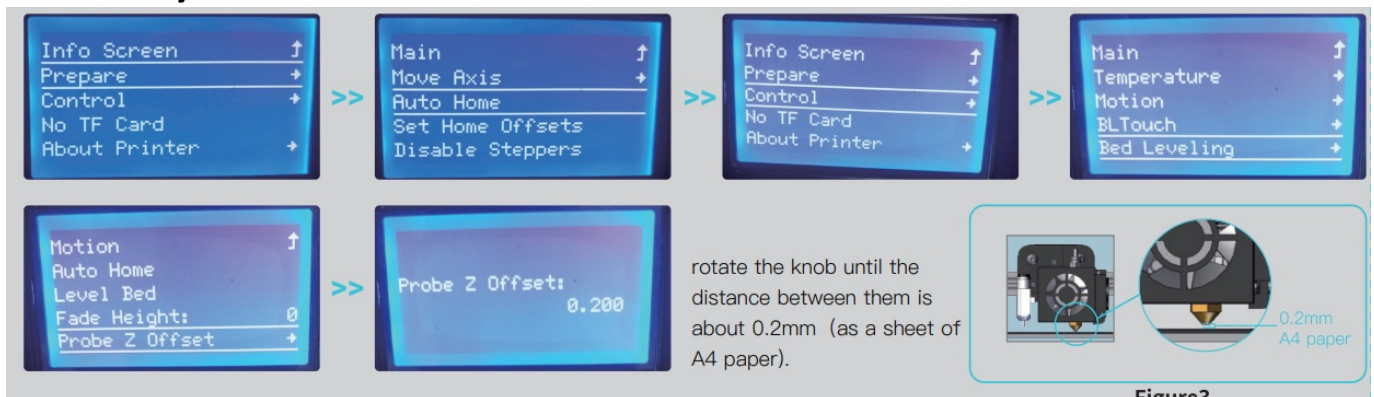 Info Screen
Prepare
Control
No TF Card
About Printer
>>
Main
Move Axis
Auto Home
Set Home Offsets
Disable Steppers
>>
Info Screen
Prepare
Control
No TF Card
About Printer
>>
Main
Temperature
Motion
BLTouch
Bed Leveling
Motion
Auto Home
Level Bed
Fade Height: 0
Probe Z Offset
>>
Probe Z Offset:
0.200
rotate the knob until the
distance between them is
about 0.2mm (as a sheet of
A4 paper).
0.2mm
A4 paper
Figure3